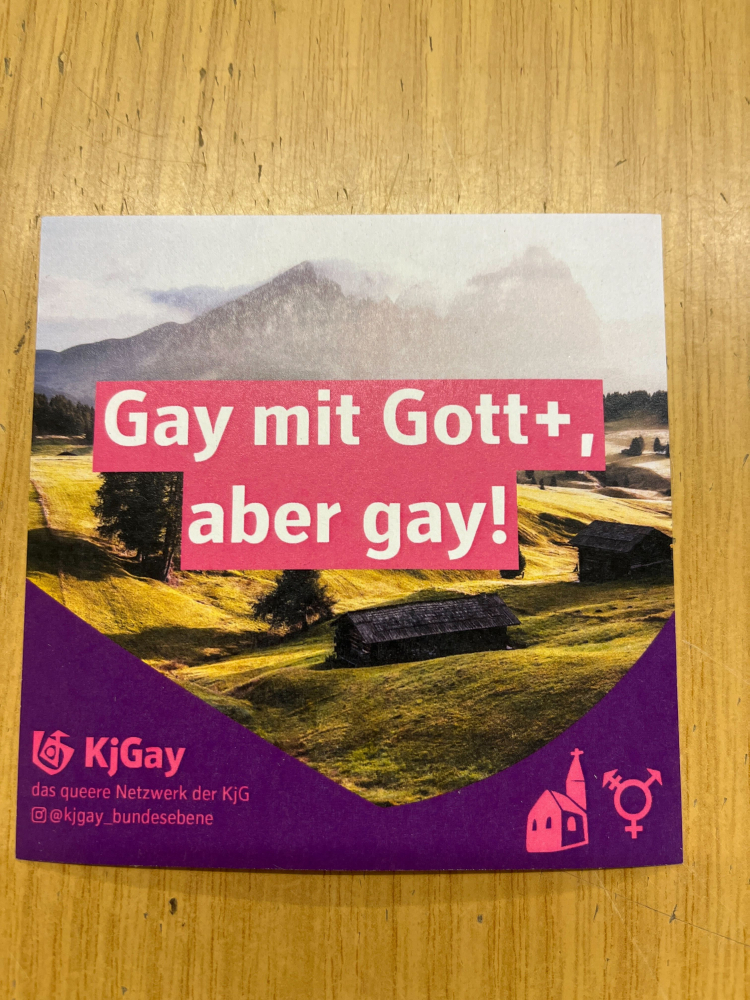 Gay mit Gott+,
aber gay!
KjGay
das queere Netzwerk der KjG
@kjgay_bundesebene